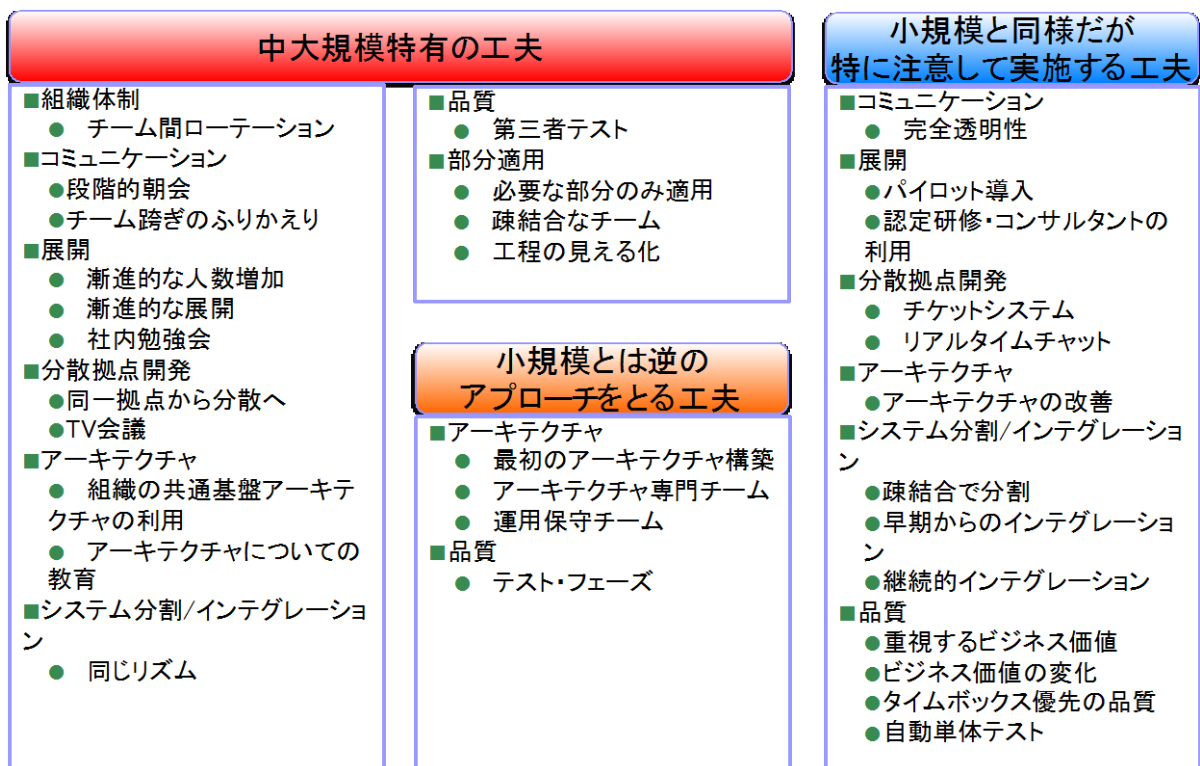 中大規模特有の工夫
■組織体制
● チーム間ローテーション
■コミュニケーション
●段階的朝会
●チーム跨ぎのふりかえり
■展開
● 漸進的な人数増加
● 漸進的な展開
● 社内勉強会
■分散拠点開発
●同一拠点から分散へ
●TV会議
■アーキテクチャ
● 組織の共通基盤アーキテ
クチャの利用
● アーキテクチャについての
教育
■システム分割/インテグレーショ
ン
● 同じリズム
■品質
● 第三者テスト
■部分適用
● 必要な部分のみ適用
● 疎結合なチーム
● 工程の見える化
小規模とは逆の
アプローチをとる工夫
■アーキテクチャ
● 最初のアーキテクチャ構築
● アーキテクチャ専門チーム
● 運用保守チーム
■品質
● テスト・フェーズ
小規模と同様だが
特に注意して実施する工夫
■コミュニケーション
● 完全透明性
■展開
●パイロット導入
●認定研修・コンサルタントの
利用
■分散拠点開発
● チケットシステム
● リアルタイムチャット
■アーキテクチャ
●アーキテクチャの改善
■システム分割/インテグレーショ
ン
●疎結合で分割
●早期からのインテグレーショ
ン
●継続的インテグレーション
■品質
●重視するビジネス価値
●ビジネス価値の変化
●タイムボックス優先の品質
●自動単体テスト